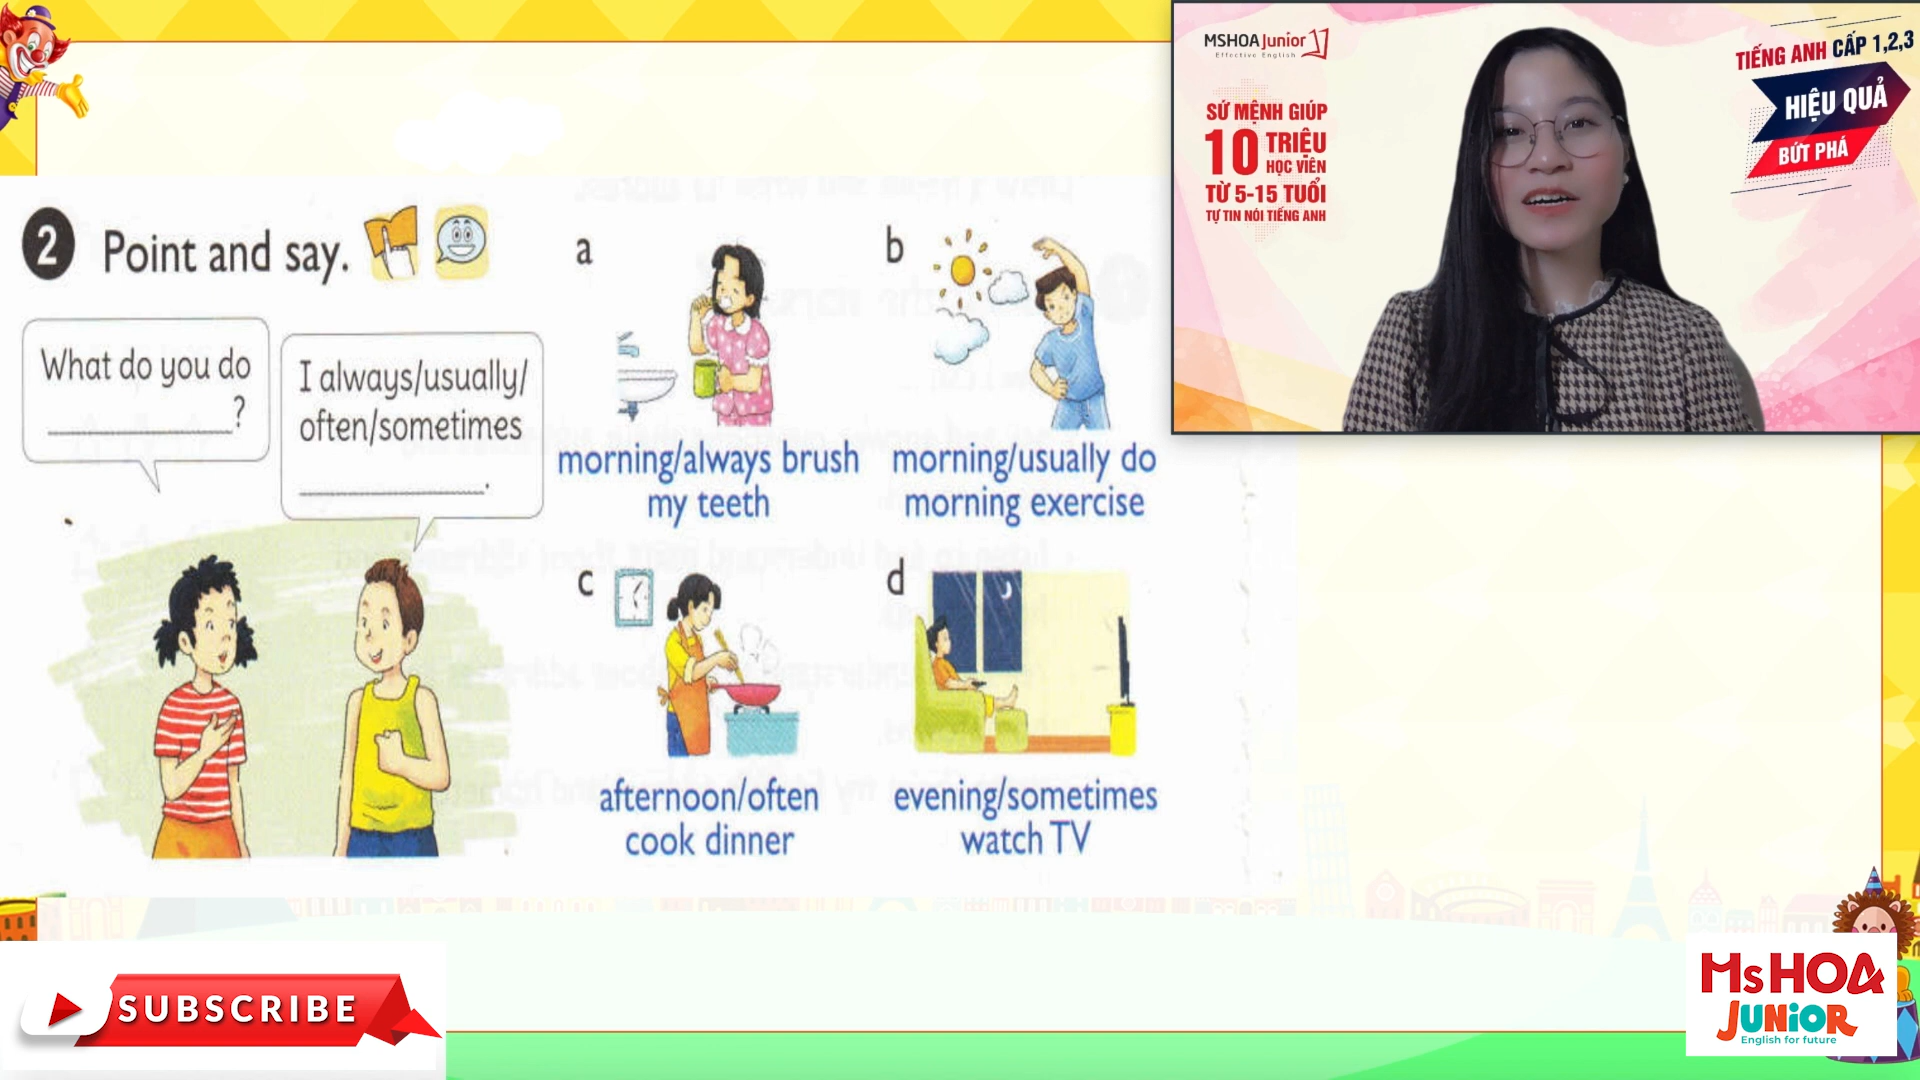 2 Point and say.
What do you do
____________?
I always/usually/
often/sometimes
____________.
a
morning/always brush
my teeth
b
morning/usually do
morning exercise
c
afternoon/often
cook dinner
d
evening/sometimes
watch TV
MSHOA Junior
Effective English
SỨ MỆNH GIÚP
10 TRIỆU
HỌC VIÊN
TỪ 5-15 TUỔI
TỰ TIN NÓI TIẾNG ANH
TIẾNG ANH CẤP 1,2,3
HIỆU QUẢ
BỨT PHÁ
SUBSCRIBE
MsHOA
JUNiOR
English for future